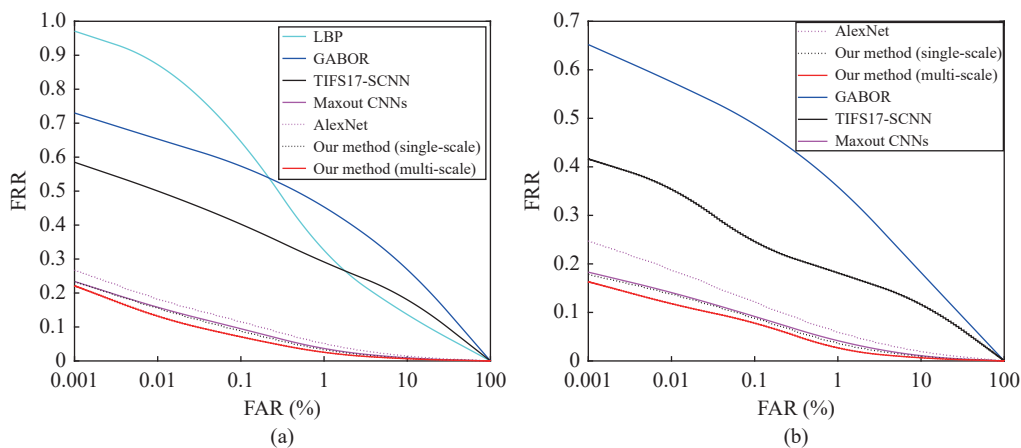 1.0
0.9
0.8
0.7
0.6
0.5
0.4
0.3
0.2
0.1
0
FRR
LBP
GABOR
TIFS17-SCNN
Maxout CNNs
AlexNet
Our method (single-scale)
Our method (multi-scale)
0.001 0.01 0.1 1 10 100
FAR (%)
(a)
0.7
0.6
0.5
0.4
0.3
0.2
0.1
0
FRR
AlexNet
Our method (single-scale)
Our method (multi-scale)
GABOR
TIFS17-SCNN
Maxout CNNs
0.001 0.01 0.1 1 10 100
FAR (%)
(b)